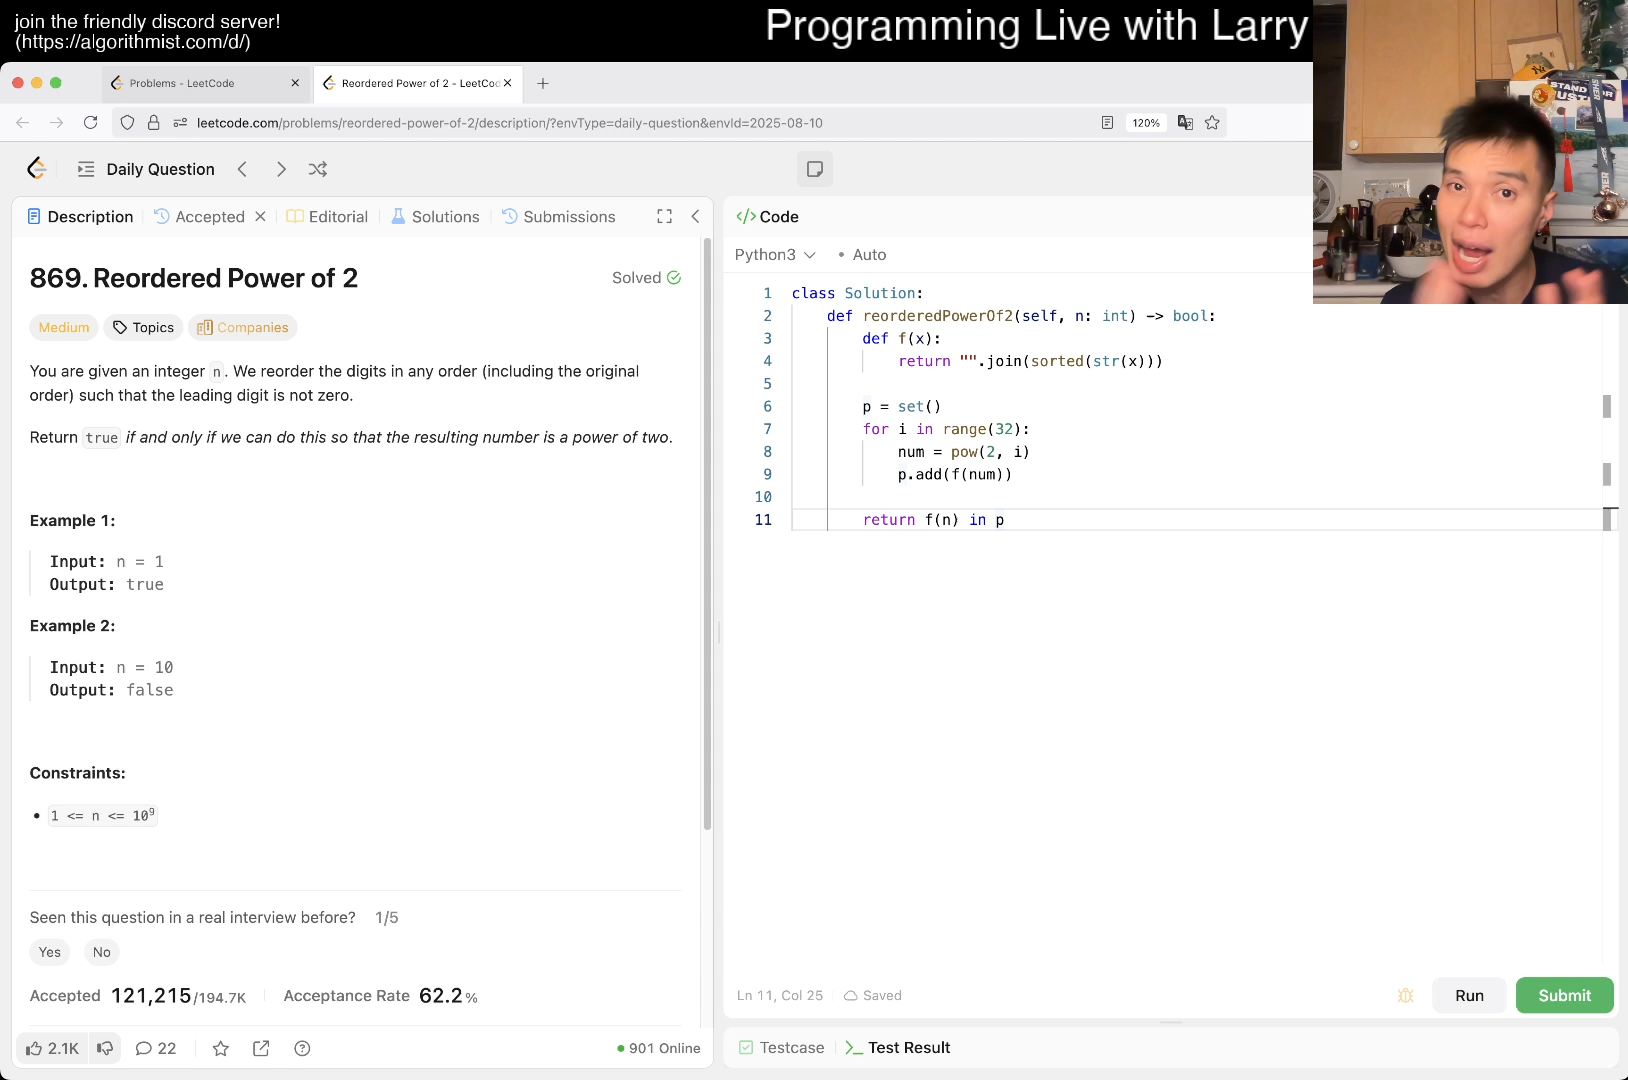 join the friendly discord server!
(https://algorithmist.com/d/)
Programming Live with Larry
Problems - LeetCode
Reordered Power of 2 - LeetCo
leetcode.com/problems/reordered-power-of-2/description/?envType=daily-question&envId=2025-08-10
120%
Daily Question
Description
Accepted
Editorial
Solutions
Submissions
869. Reordered Power of 2
Solved
Medium
Topics
Companies
You are given an integer n. We reorder the digits in any order (including the original
order) such that the leading digit is not zero.
Return true if and only if we can do this so that the resulting number is a power of two.
Example 1:
Input: n = 1
Output: true
Example 2:
Input: n = 10
Output: false
Constraints:
1 <= n <= 10⁹
Seen this question in a real interview before? 1/5
Yes No
Accepted 121,215/194.7K
Acceptance Rate 62.2%
2.1K
22
901 Online
</> Code
Python3
Auto
1 class Solution:
2 def reorderedPowerOf2(self, n: int) -> bool:
3 def f(x):
4 return "".join(sorted(str(x)))
5
6 p = set()
7 for i in range(32):
8 num = pow(2, i)
9 p.add(f(num))
10
11 return f(n) in p
Ln 11, Col 25
Saved
Run
Submit
Testcase
Test Result
STAND